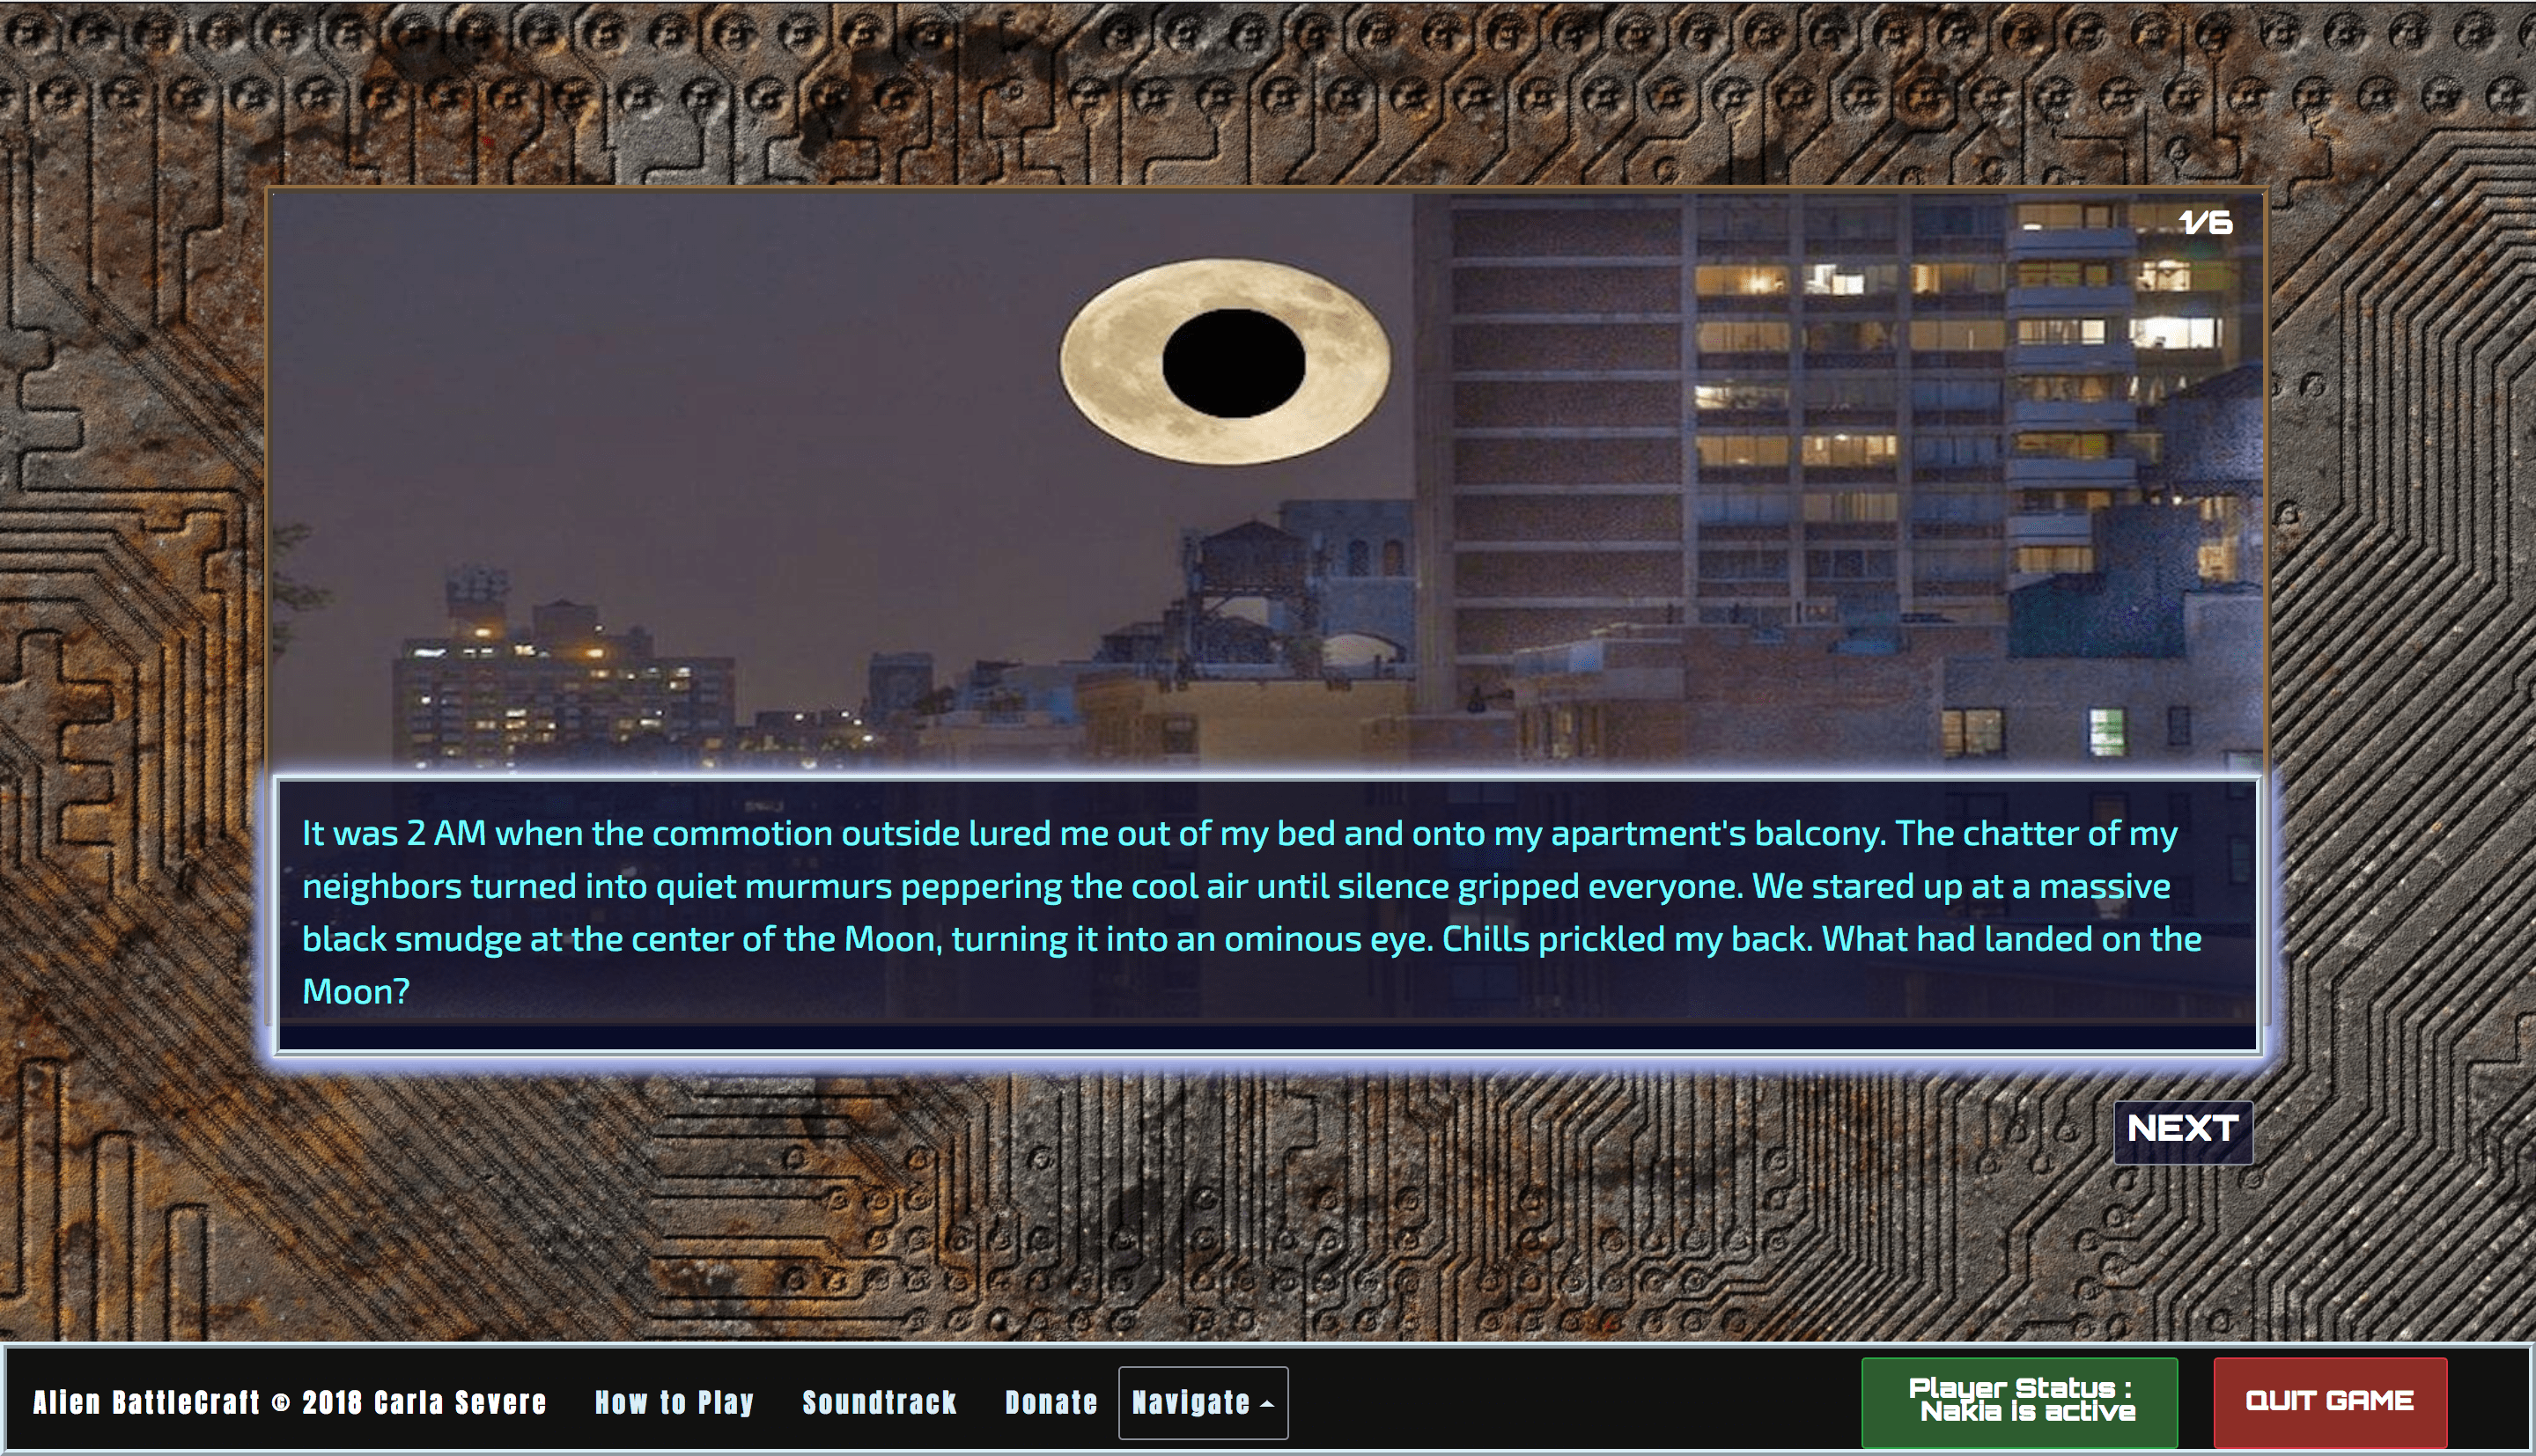 1/6
It was 2 AM when the commotion outside lured me out of my bed and onto my apartment's balcony. The chatter of my
neighbors turned into quiet murmurs peppering the cool air until silence gripped everyone. We stared up at a massive
black smudge at the center of the Moon, turning it into an ominous eye. Chills prickled my back. What had landed on the
Moon?
NEXT
Alien BattleCraft © 2018 Carla Severe How to Play Soundtrack Donate Navigate
Player Status :
Nakia is active
QUIT GAME